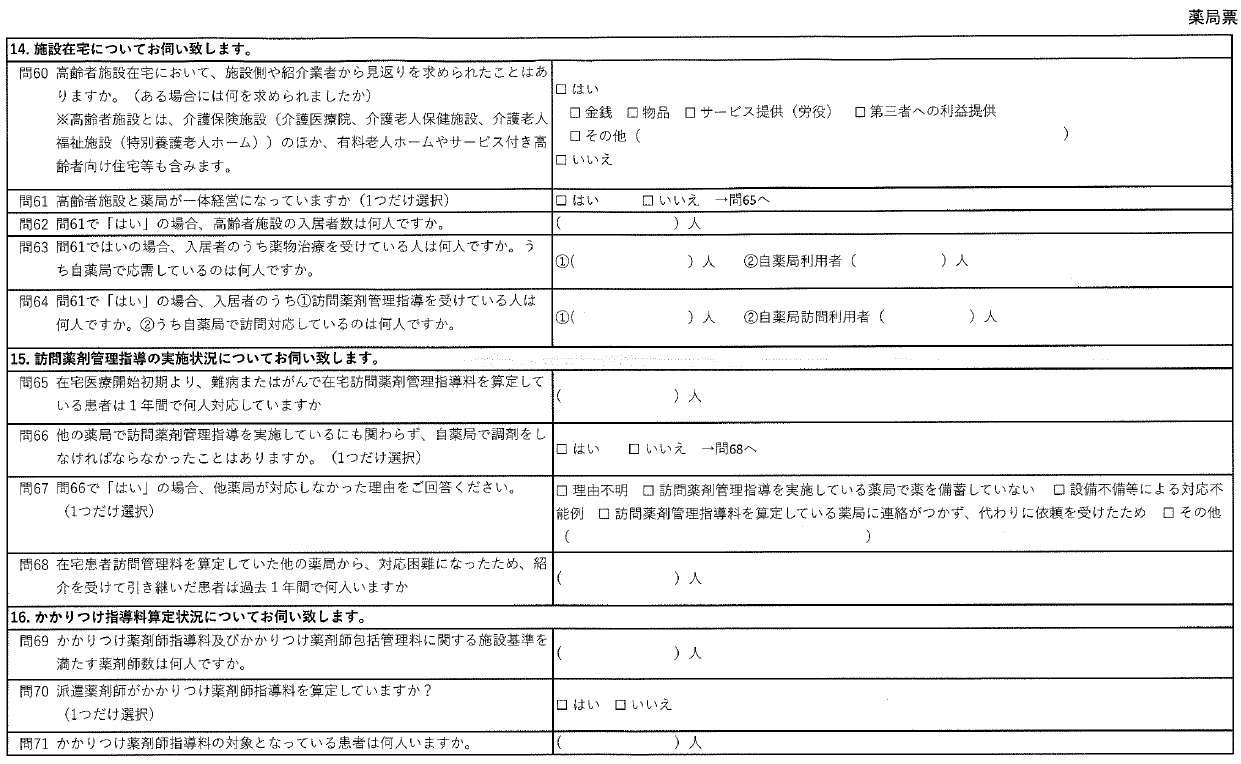 薬局票
14. 施設在宅についてお伺い致します。
問60 高齢者施設在宅において、施設側や紹介業者から見返りを求められたことはあ
りますか。（ある場合には何を求められましたか）
※高齢者施設とは、介護保険施設（介護医療院、介護老人保健施設、介護老人
福祉施設（特別養護老人ホーム））のほか、有料老人ホームやサービス付き高
齢者向け住宅等も含みます。
□ はい
□ 金銭 □ 物品 □ サービス提供（労役） □ 第三者への利益提供
□ その他（ ）
□ いいえ
問61 高齢者施設と薬局が一体経営になっていますか（1つだけ選択）
□ はい □ いいえ →問65へ
問62 問61で「はい」の場合、高齢者施設の入居者数は何人ですか。
（ ）人
問63 問61ではいの場合、入居者のうち薬物治療を受けている人は何人ですか。う
ち自薬局で応需しているのは何人ですか。
①（ ）人 ②自薬局利用者（ ）人
問64 問61で「はい」の場合、入居者のうち①訪問薬剤管理指導を受けている人は
何人ですか。②うち自薬局で訪問対応しているのは何人ですか。
①（ ）人 ②自薬局訪問利用者（ ）人
15. 訪問薬剤管理指導の実施状況についてお伺い致します。
問65 在宅医療開始初期より、難病またはがんで在宅訪問薬剤管理指導料を算定して
いる患者は１年間で何人対応していますか
（ ）人
問66 他の薬局で訪問薬剤管理指導を実施しているにも関わらず、自薬局で調剤をし
なければならなかったことはありますか。（1つだけ選択）
□ はい □ いいえ →問68へ
問67 問66で「はい」の場合、他薬局が対応しなかった理由をご回答ください。
（1つだけ選択）
□ 理由不明 □ 訪問薬剤管理指導を実施している薬局で薬を備蓄していない □ 設備不備等による対応不
能例 □ 訪問薬剤管理指導料を算定している薬局に連絡がつかず、代わりに依頼を受けたため □ その他
（ ）
問68 在宅患者訪問管理料を算定していた他の薬局から、対応困難になったため、紹
介を受けて引き継いだ患者は過去１年間で何人いますか
（ ）人
16. かかりつけ指導料算定状況についてお伺い致します。
問69 かかりつけ薬剤師指導料及びかかりつけ薬剤師包括管理料に関する施設基準を
満たす薬剤師数は何人ですか。
（ ）人
問70 派遣薬剤師がかかりつけ薬剤師指導料を算定していますか？
（1つだけ選択）
□ はい □ いいえ
問71 かかりつけ薬剤師指導料の対象となっている患者は何人いますか。
（ ）人